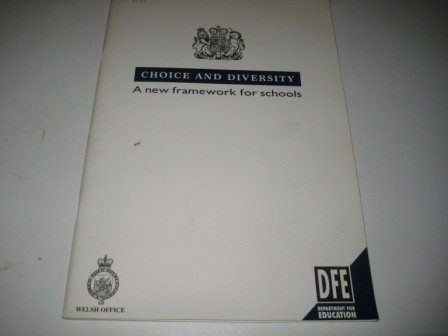 CHOICE AND DIVERSITY
A new framework for schools
WELSH OFFICE
DFE
DEPARTMENT FOR
EDUCATION